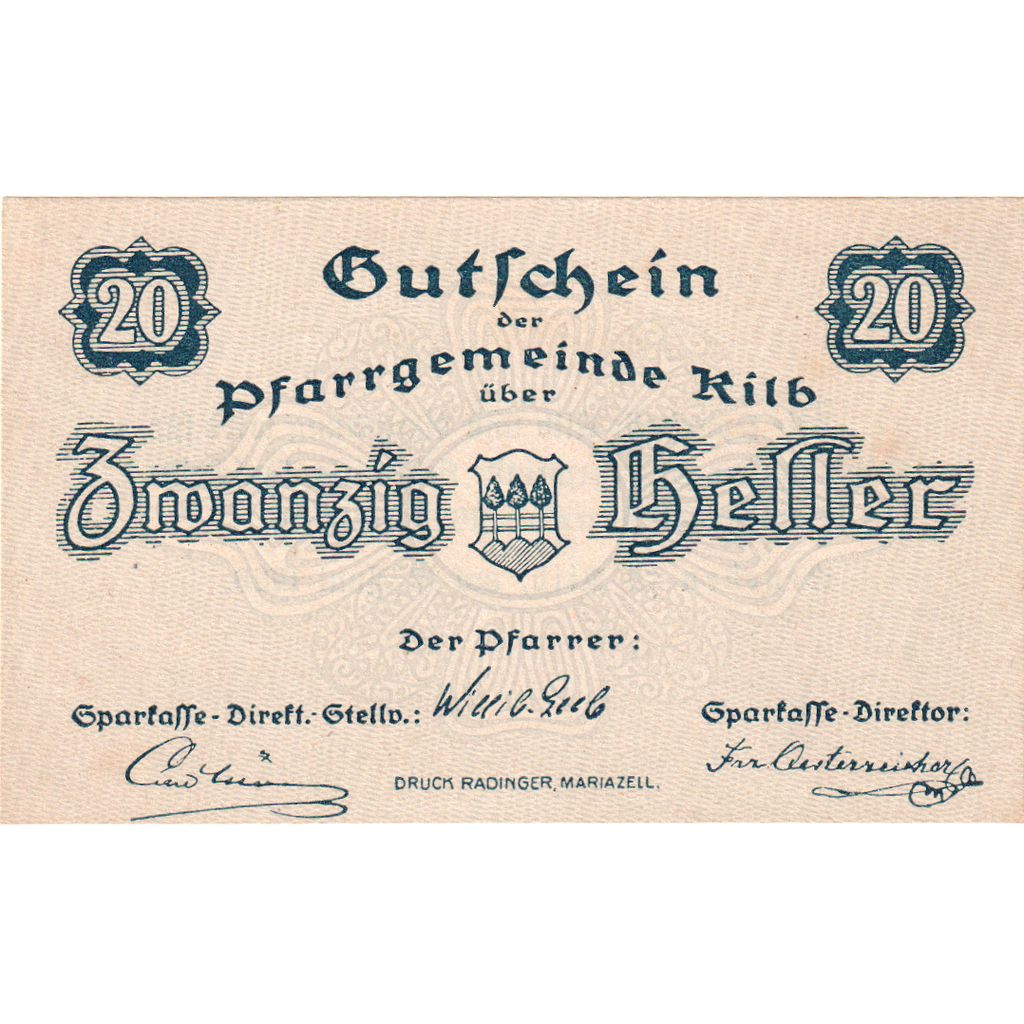 20 Gutschein 20
der
Pfarrgemeinde Kilb
über
Zwanzig Heller
Der Pfarrer:
Sparkasse-Direkt.-Stellv.:
Sparkasse-Direktor:
Oesterreicher
DRUCK RADINGER, MARIAZELL.